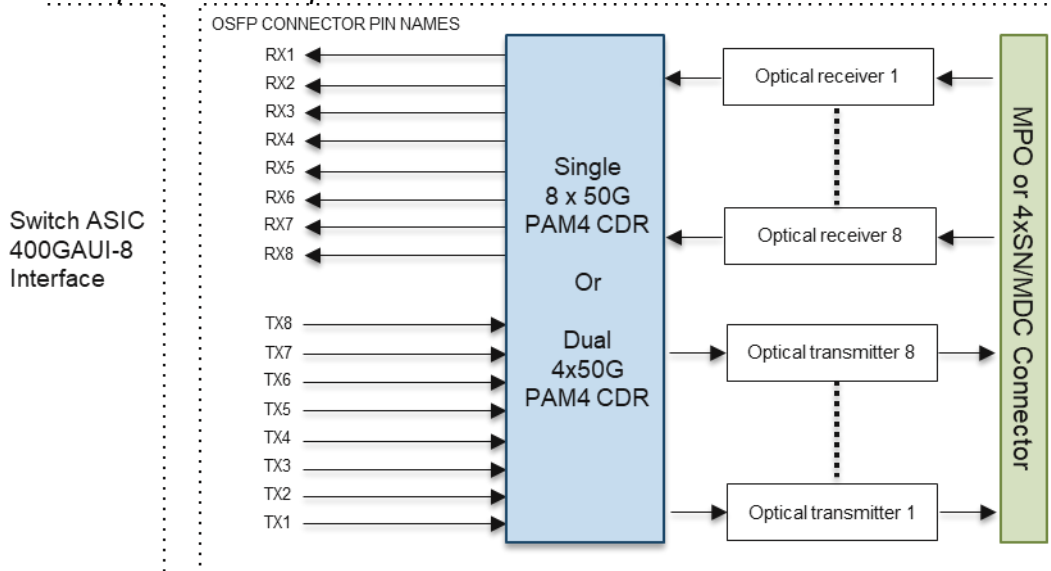 OSFP CONNECTOR PIN NAMES
RX1
RX2
RX3
RX4
RX5
RX6
RX7
RX8
TX8
TX7
TX6
TX5
TX4
TX3
TX2
TX1
Switch ASIC
400GAUI-8
Interface
Single
8 x 50G
PAM4 CDR
Or
Dual
4x50G
PAM4 CDR
Optical receiver 1
Optical receiver 8
Optical transmitter 8
Optical transmitter 1
MPO or 4xSN/MDC Connector